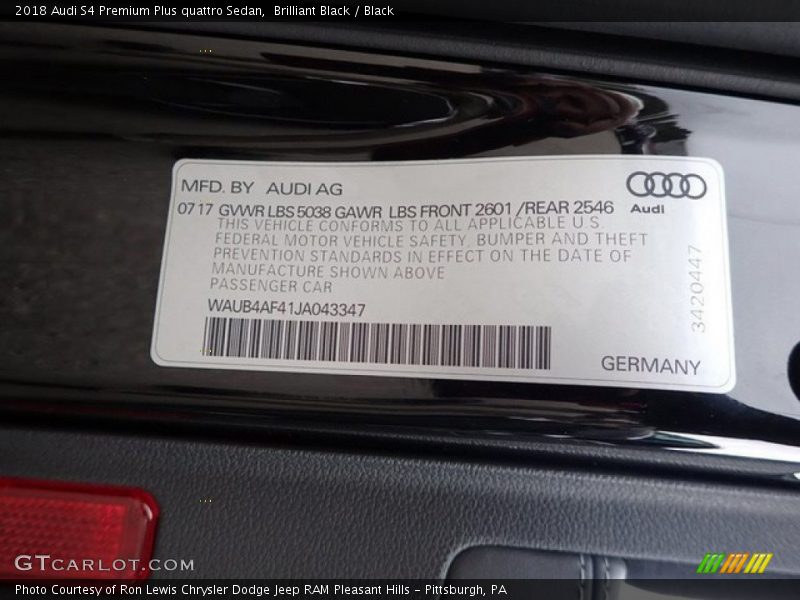 2018 Audi S4 Premium Plus quattro Sedan,  Brilliant Black / Black
MFD. BY  AUDI AG
Audi
07 17 GVWR LBS 5038 GAWR LBS FRONT 2601 /REAR 2546
THIS VEHICLE CONFORMS TO ALL APPLICABLE U.S.
FEDERAL MOTOR VEHICLE SAFETY, BUMPER AND THEFT
PREVENTION STANDARDS IN EFFECT ON THE DATE OF
MANUFACTURE SHOWN ABOVE
PASSENGER CAR
3420447
WAUB4AF41JA043347
GERMANY
GTCARLOT.COM
Photo Courtesy of Ron Lewis Chrysler Dodge Jeep RAM Pleasant Hills - Pittsburgh, PA